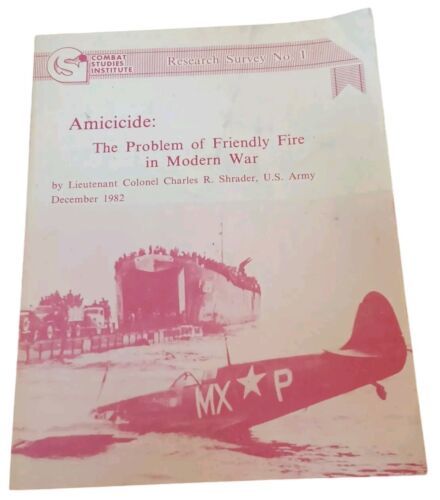 COMBAT
STUDIES
INSTITUTE
Research Survey No. 1
Amicicide:
The Problem of Friendly Fire
in Modern War
by Lieutenant Colonel Charles R. Shrader, U.S. Army
December 1982
MX ★ P